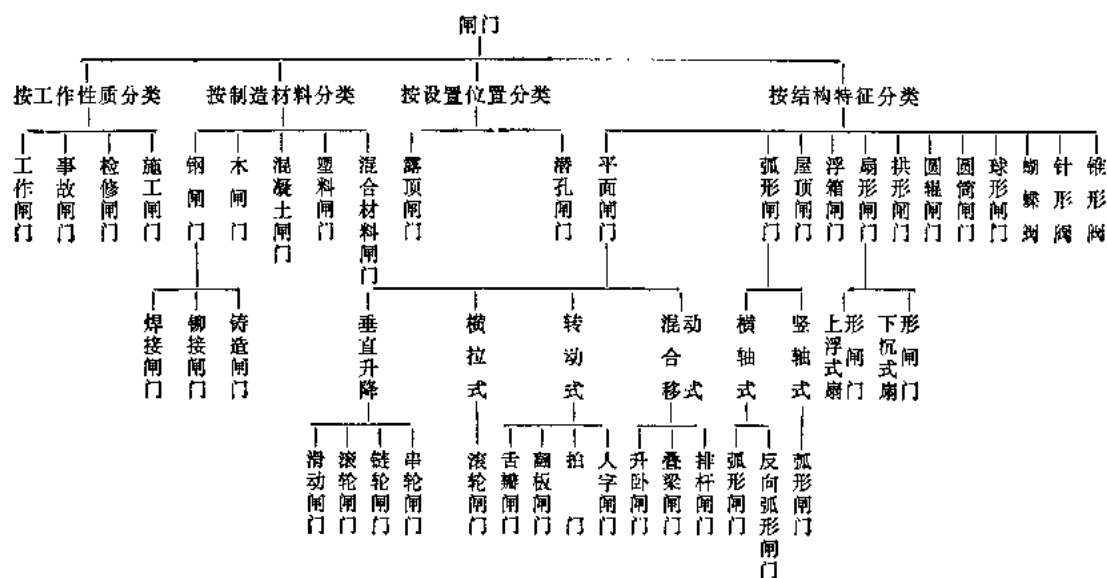 闸门
按工作性质分类
按制造材料分类
按设置位置分类
按结构特征分类
工作闸门
事故闸门
检修闸门
施工闸门
钢闸门
木闸门
混凝土闸门
塑料闸门
混合材料闸门
露顶闸门
潜孔闸门
平面闸门
弧形闸门
屋顶闸门
浮箱闸门
扇形闸门
拱形闸门
圆辊闸门
圆筒闸门
球形闸门
蝴蝶阀
针形阀
锥形阀
焊接闸门
铆接闸门
铸造闸门
垂直升降
横拉式
转动式
混合移动式
横轴式
竖轴式
上浮式扇形闸门
下沉式扇形闸门
滑动闸门
滚轮闸门
链轮闸门
串轮闸门
滚轮闸门
舌瓣闸门
翻板闸门
拍门
人字闸门
升卧闸门
叠梁闸门
排杆闸门
弧形闸门
反向弧形闸门
弧形闸门